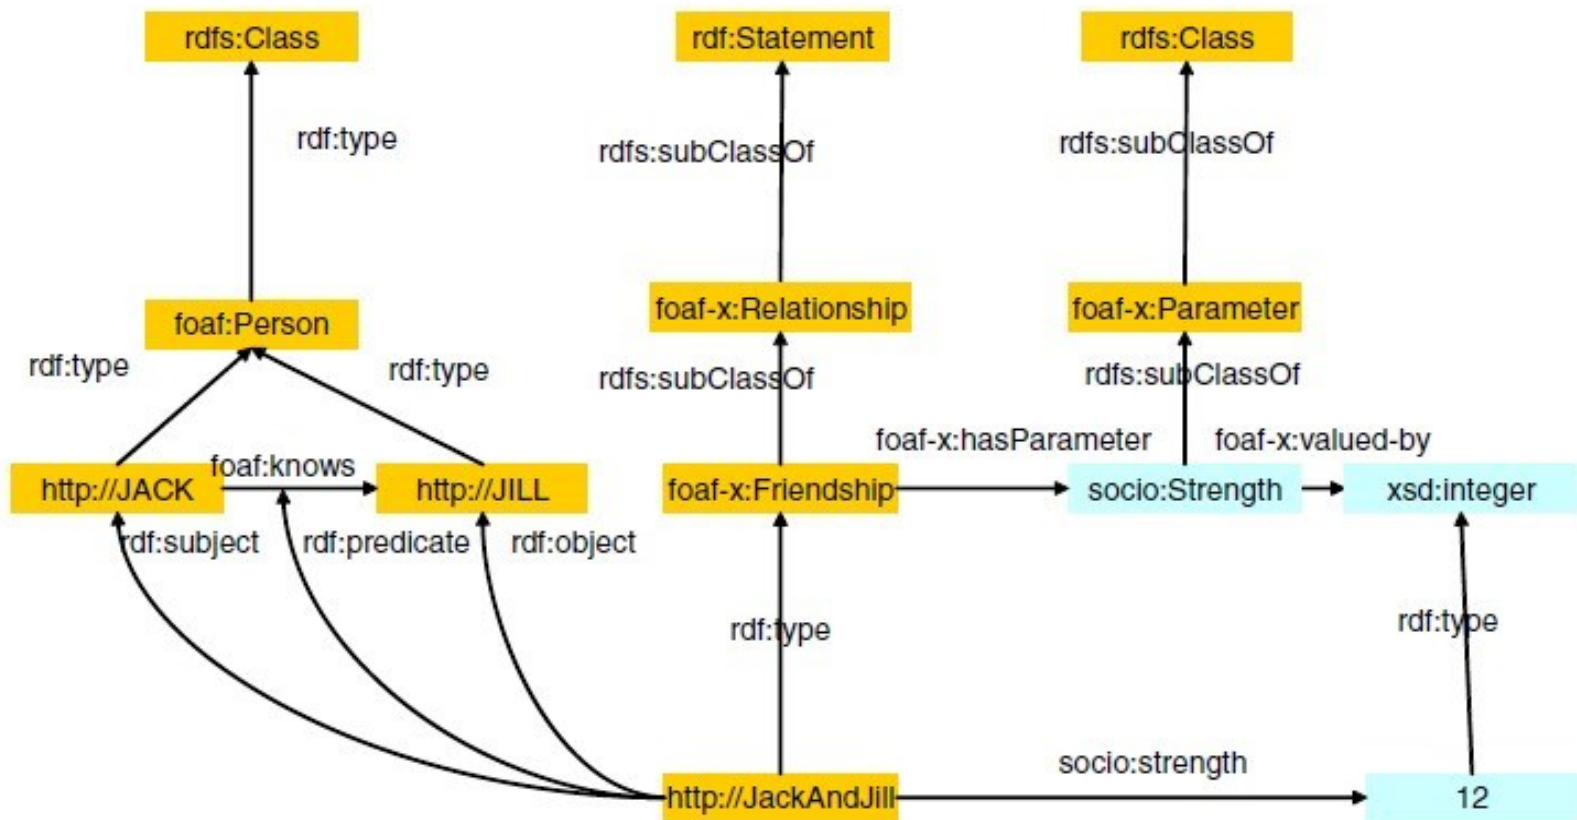 rdfs:Class
rdf:Statement
rdfs:Class
rdf:type
rdfs:subClassOf
rdfs:subClassOf
foaf-x:Relationship
foaf-x:Parameter
foaf:Person
rdf:type
rdf:type
rdfs:subClassOf
rdfs:subClassOf
foaf-x:hasParameter
foaf-x:valued-by
foaf:knows
http://JACK
http://JILL
foaf-x:Friendship
socio:Strength
xsd:integer
rdf:subject
rdf:predicate
rdf:object
rdf:type
rdf:type
socio:strength
http://JackAndJill
12